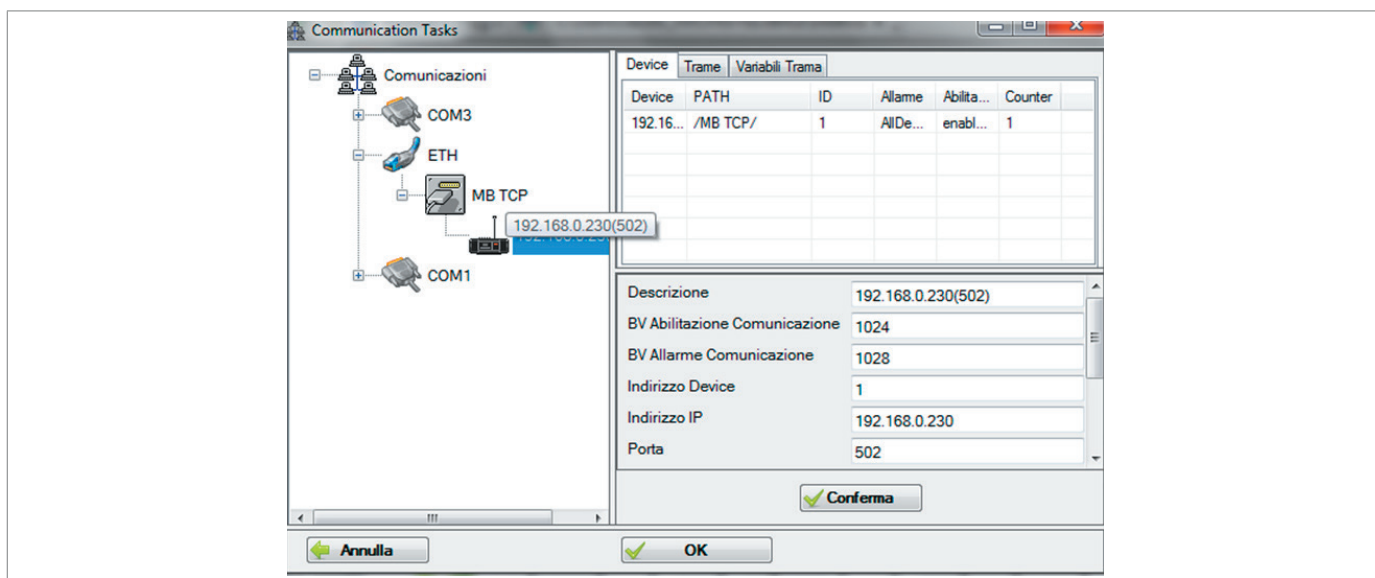 Communication Tasks
Comunicazioni
COM3
ETH
MB TCP
192.168.0.230(502)
COM1
Device Trame Variabili Trama
Device PATH ID Allarme Abilita... Counter
192.16... /MB TCP/ 1 AllDe... enabl... 1
Descrizione 192.168.0.230(502)
BV Abilitazione Comunicazione 1024
BV Allarme Comunicazione 1028
Indirizzo Device 1
Indirizzo IP 192.168.0.230
Porta 502
Conferma
Annulla OK